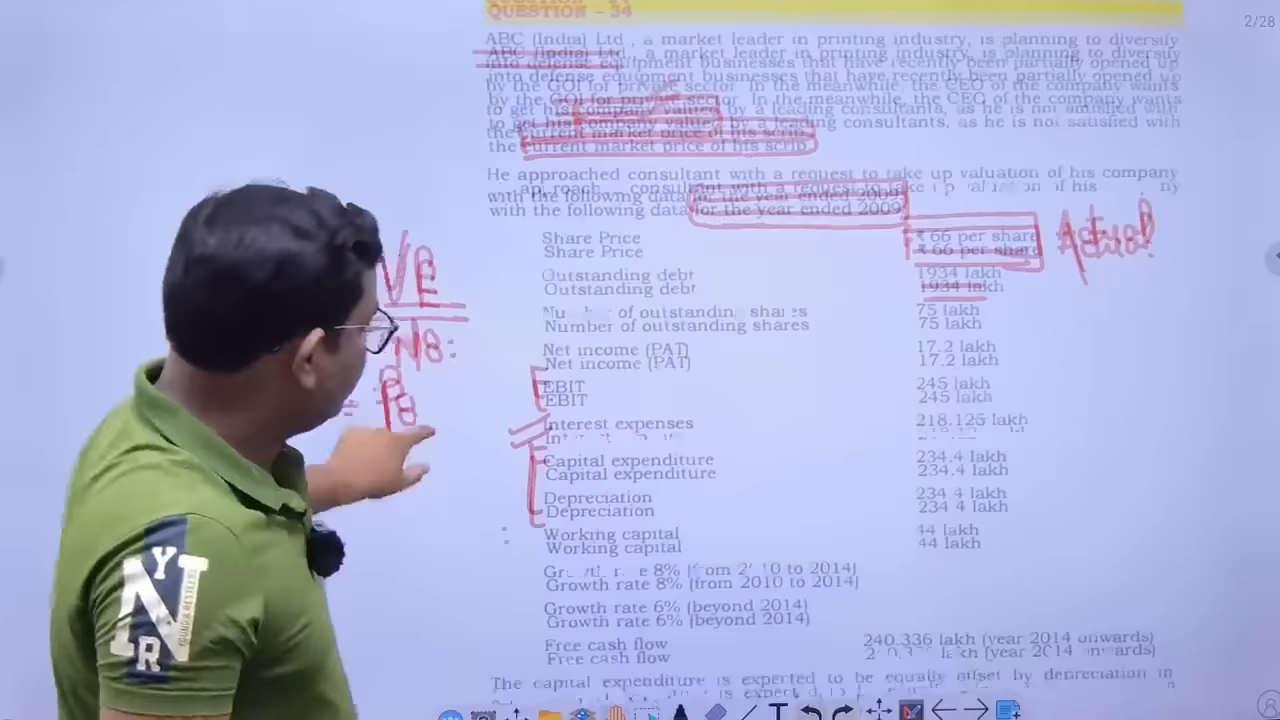 2/28
QUESTION - 34
ABC (India) Ltd., a market leader in printing industry, is planning to diversify
into defense equipment businesses that have recently been partially opened up
by the GOI for private sector. In the meanwhile, the CEO of the company wants
to get his company valued by a leading consultants, as he is not satisfied with
the current market price of his scrip.
He approached consultant with a request to take up valuation of his company
with the following data for the year ended 2009
Share Price ₹ 66 per share Actual
Outstanding debt 1934 lakh
Number of outstanding shares 75 lakh
Net income (PAT) 17.2 lakh
EBIT 245 lakh
Interest expenses 218.125 lakh
Capital expenditure 234.4 lakh
Depreciation 234.4 lakh
Working capital 44 lakh
Growth rate 8% (from 2010 to 2014)
Growth rate 6% (beyond 2014)
Free cash flow 240.336 lakh (year 2014 onwards)
The capital expenditure is expected to be equally offset by depreciation in
VE
N
=
Y
N
R